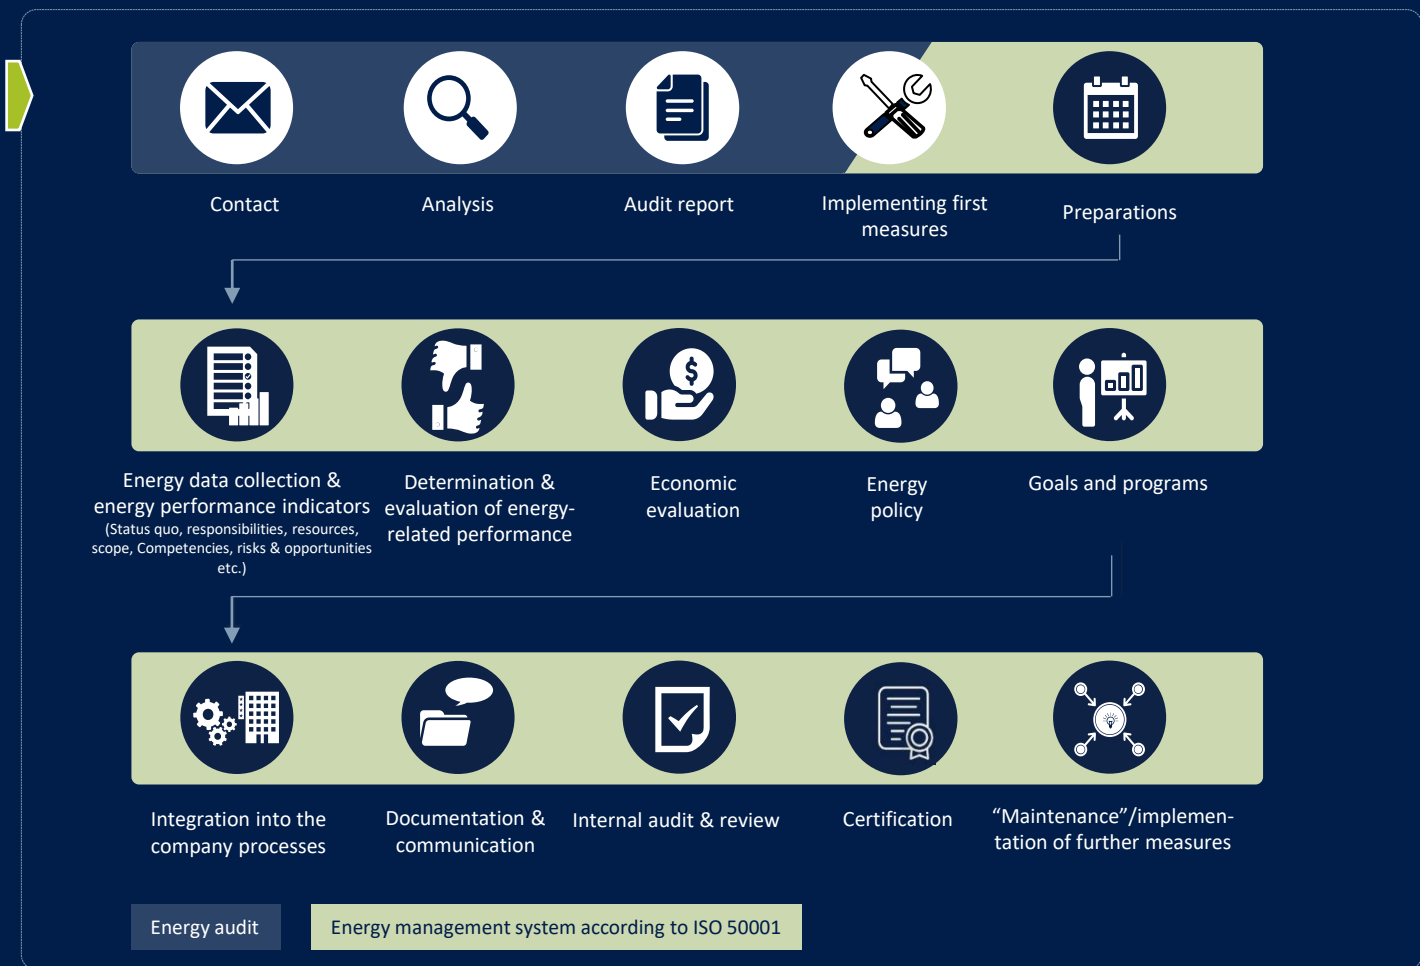 Contact
Analysis
Audit report
Implementing first
measures
Preparations
Energy data collection &
energy performance indicators
(Status quo, responsibilities, resources,
scope, Competencies, risks & opportunities
etc.)
Determination &
evaluation of energy-
related performance
Economic
evaluation
Energy
policy
Goals and programs
Integration into the
company processes
Documentation &
communication
Internal audit & review
Certification
“Maintenance”/implemen-
tation of further measures
Energy audit
Energy management system according to ISO 50001